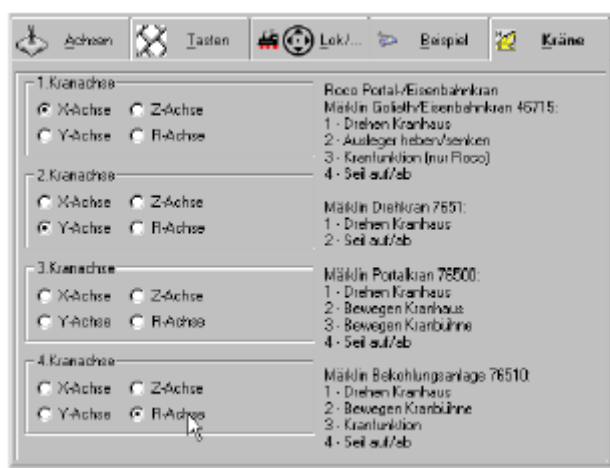 Achsen
Tasten
Lok/...
Beispiel
Kräne
1.Kranachse
X-Achse
Z-Achse
Y-Achse
R-Achse
2.Kranachse
X-Achse
Z-Achse
Y-Achse
R-Achse
3.Kranachse
X-Achse
Z-Achse
Y-Achse
R-Achse
4.Kranachse
X-Achse
Z-Achse
Y-Achse
R-Achse
Roco Portal-/Eisenbahnkran
Märklin Goliath/Eisenbahnkran 46715:
1 - Drehen Kranhaus
2 - Ausleger heben/senken
3 - Kranfunktion (nur Roco)
4 - Seil auf/ab
Märklin Drehkran 7651:
1 - Drehen Kranhaus
2 - Seil auf/ab
Märklin Portalkran 76500:
1 - Drehen Kranhaus
2 - Bewegen Kranhaus
3 - Bewegen Kranbühne
4 - Seil auf/ab
Märklin Bekohlungsanlage 76510:
1 - Drehen Kranhaus
2 - Bewegen Kranbühne
3 - Kranfunktion
4 - Seil auf/ab